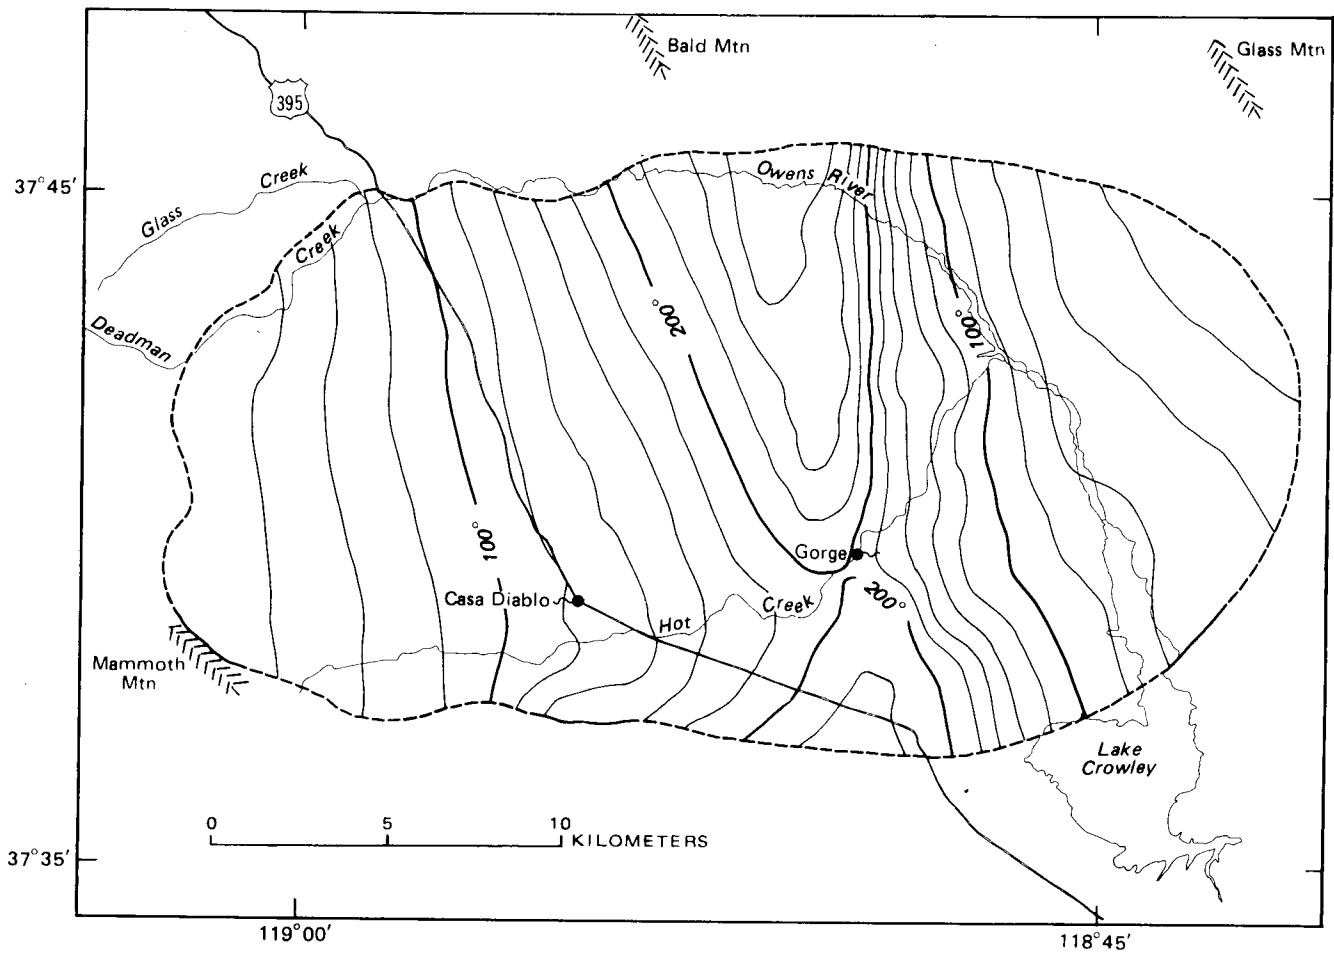 Bald Mtn
Glass Mtn
395
37°45'
Glass Creek
Creek
Owens River
Deadman
200°
100°
100°
Gorge
200°
Casa Diablo
Hot Creek
Mammoth
Mtn
Lake
Crowley
0 5 10
KILOMETERS
37°35'
119°00' 118°45'